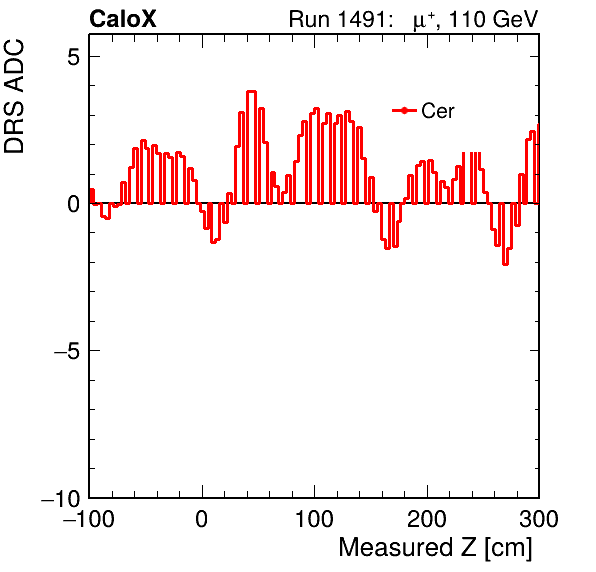 CaloX Run 1491: μ⁺, 110 GeV
DRS ADC
5
Cer
0
−5
−10
−100 0 100 200 300
Measured Z [cm]